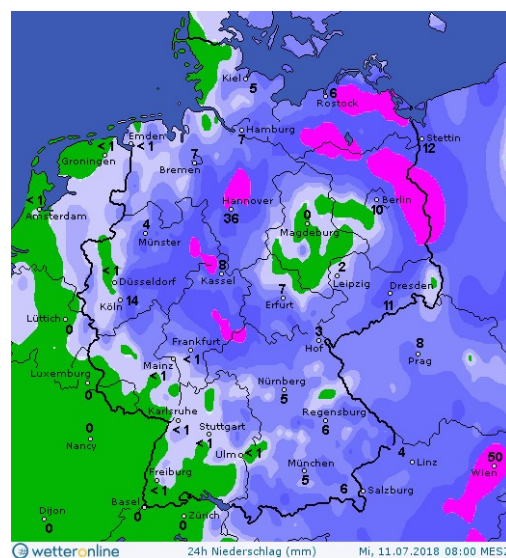 Kiel
5
6
Rostock
Hamburg
7
Stettin
12
Emden
< 1
< 1
Groningen
7
Bremen
< 1
Amsterdam
Hannover
36
10
Berlin
0
Magdeburg
4
Münster
8
Kassel
2
Leipzig
7
Erfurt
Dresden
11
< 1
Düsseldorf
14
Köln
Lüttich
0
3
Hof
8
Prag
Frankfurt
< 1
Mainz
< 1
Luxemburg
0
Nürnberg
5
Karlsruhe
< 1
Stuttgart
< 1
Regensburg
6
0
Nancy
Ulm
< 1
München
5
4
Linz
50
Wien
Freiburg
< 1
6
Salzburg
Basel
0
Zürich
0
Dijon
0
wetteronline 24h Niederschlag (mm) Mi, 11.07.2018 08:00 MESZ